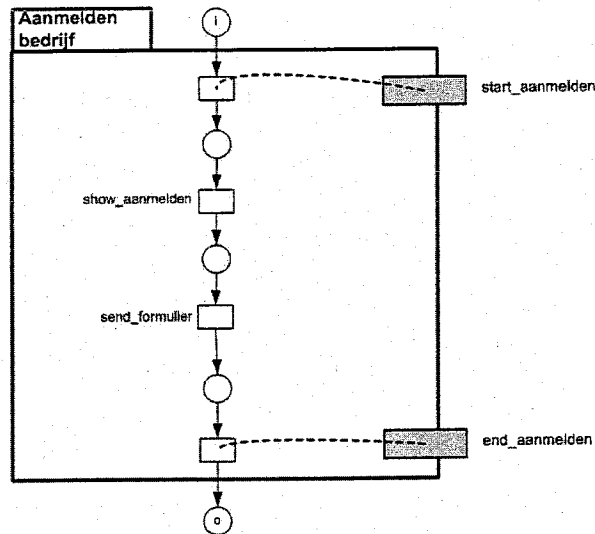 Aanmelden
bedrijf
i
start_aanmelden
show_aanmelden
send_formulier
end_aanmelden
o